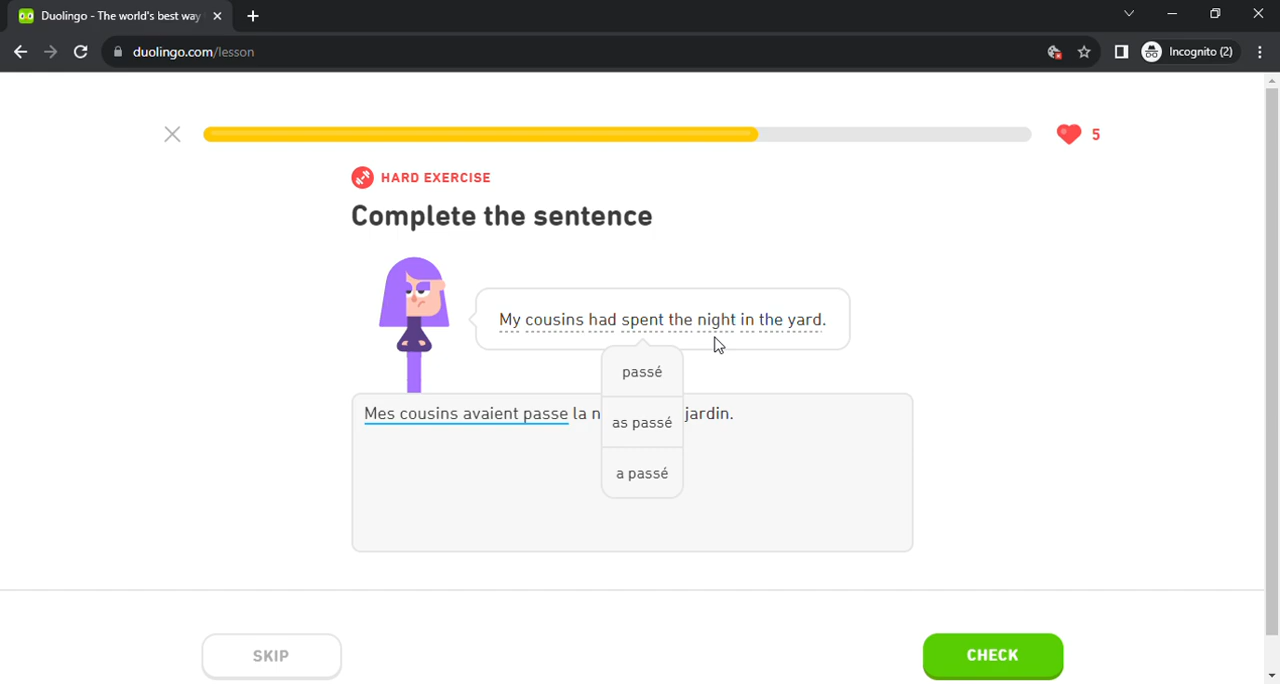 Duolingo - The world's best way
duolingo.com/lesson
Incognito (2)
5
HARD EXERCISE
Complete the sentence
My cousins had spent the night in the yard.
passé
as passé
a passé
Mes cousins avaient passe la n jardin.
SKIP
CHECK